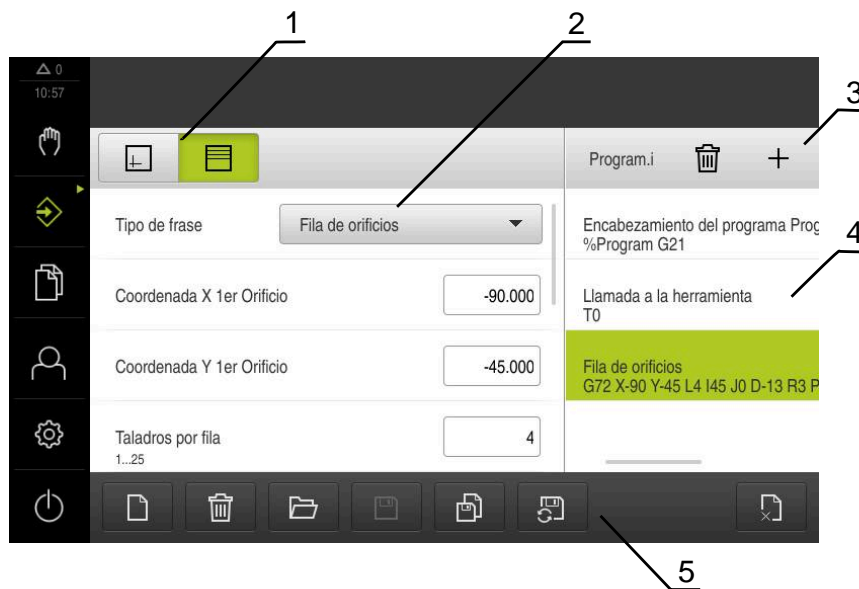 1
2
3
4
5
0
10:57
Program.i
Tipo de frase
Fila de orificios
Coordenada X 1er Orificio
-90.000
Coordenada Y 1er Orificio
-45.000
Taladros por fila
1...25
4
Encabezamiento del programa Prog
%Program G21
Llamada a la herramienta
T0
Fila de orificios
G72 X-90 Y-45 L4 I45 J0 D-13 R3 P